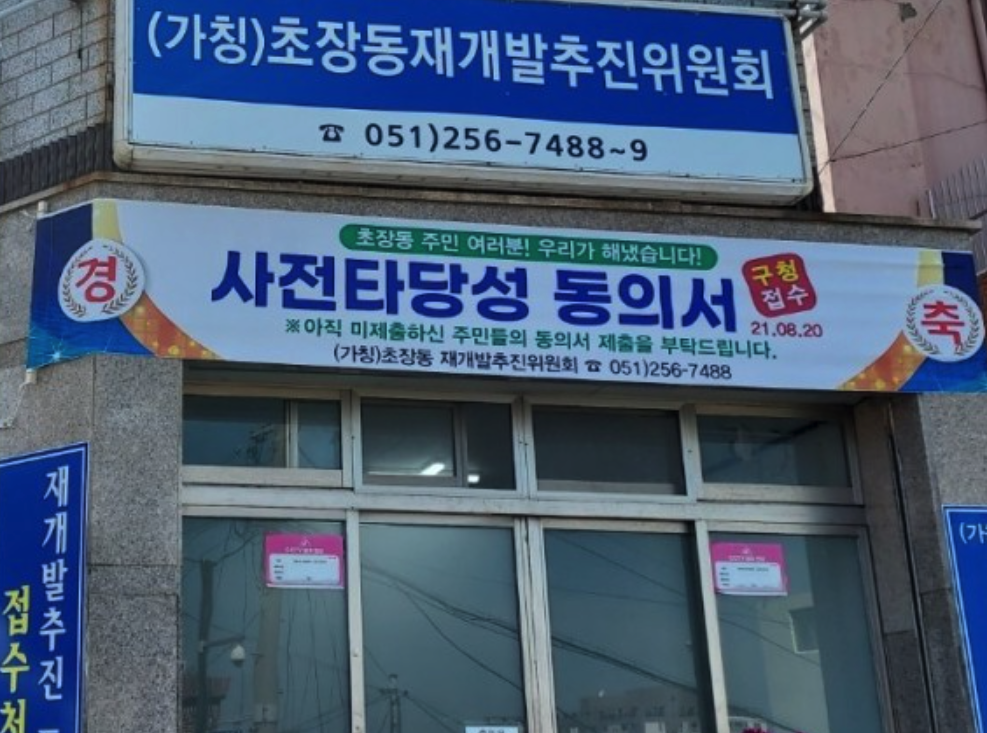 (가칭)초장동재개발추진위원회
☎ 051)256-7488~9
초장동 주민 여러분! 우리가 해냈습니다!
경
사전타당성 동의서
구청
접수
21.08.20
축
※아직 미제출하신 주민들의 동의서 제출을 부탁드립니다.
(가칭)초장동 재개발추진위원회 ☎ 051)256-7488
재개발추진
접수처
(가